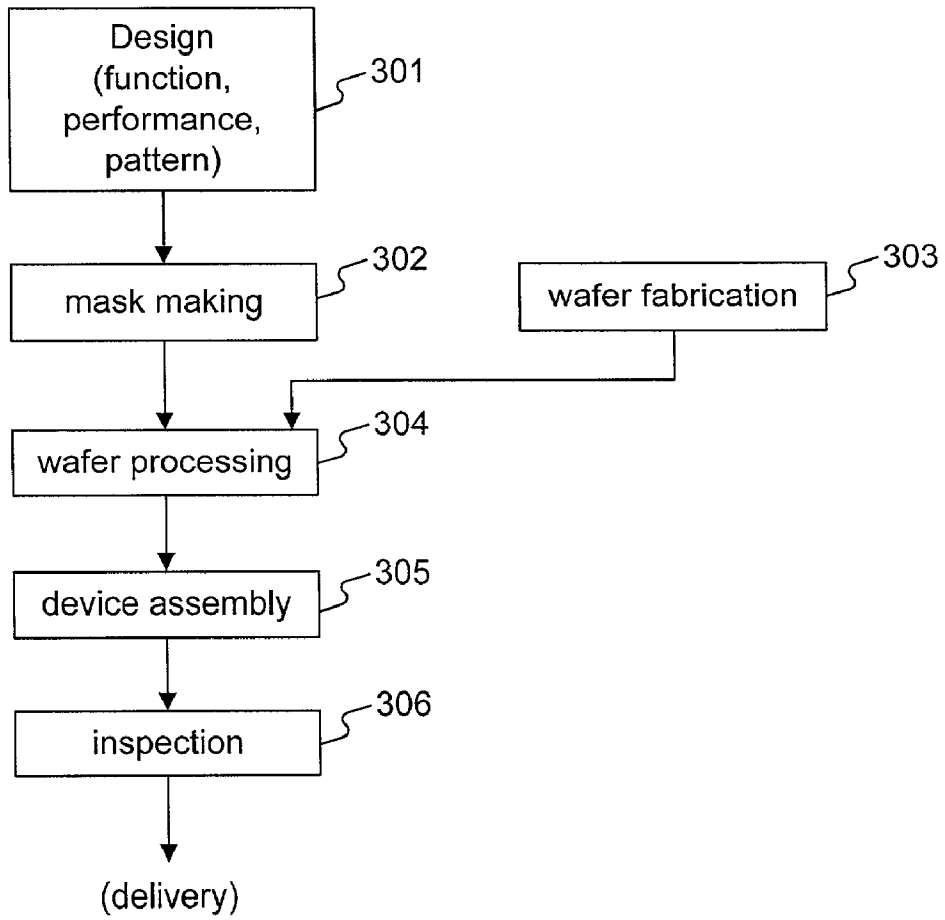 Design
(function,
performance,
pattern)
301
mask making
302
wafer fabrication
303
wafer processing
304
device assembly
305
inspection
306
(delivery)